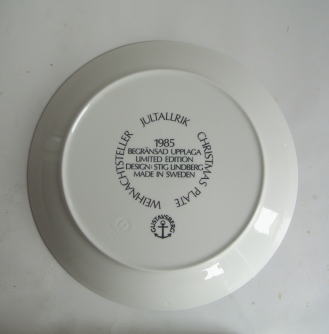 JULTALLRIK
CHRISTMAS PLATE
WEIHNACHTSTELLER
1985
BEGRÄNSAD UPPLAGA
LIMITED EDITION
DESIGN: STIG LINDBERG
MADE IN SWEDEN
GUSTAVSBERG